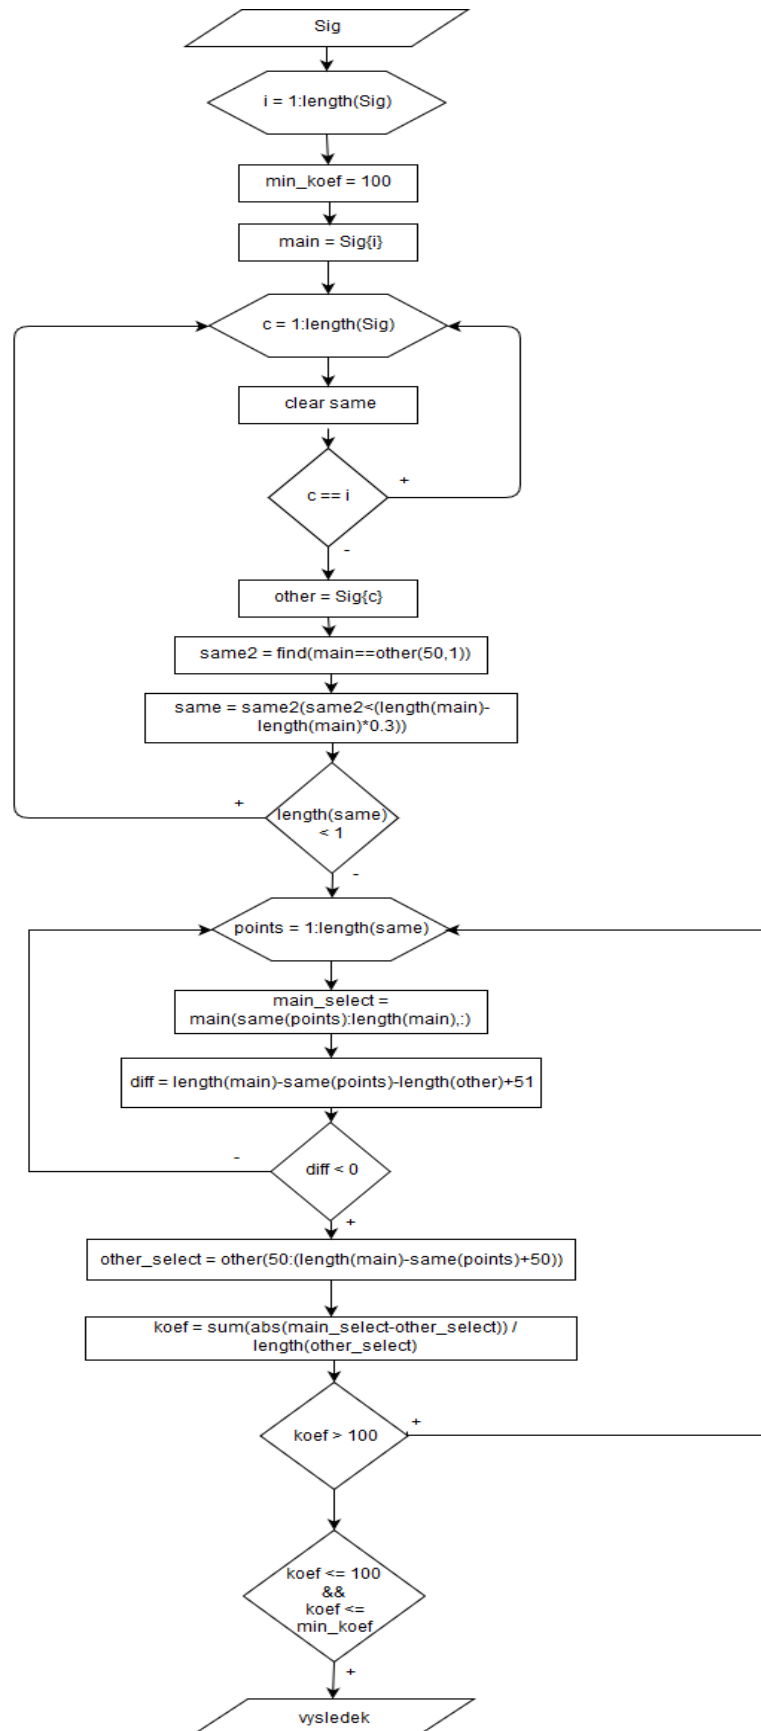 Sig
i = 1:length(Sig)
min_koef = 100
main = Sig{i}
c = 1:length(Sig)
clear same
+
c == i
-
other = Sig{c}
same2 = find(main==other(50,1))
same = same2(same2<(length(main)-
length(main)*0.3))
+
length(same)
< 1
-
points = 1:length(same)
main_select =
main(same(points):length(main),:)
diff = length(main)-same(points)-length(other)+51
-
diff < 0
+
other_select = other(50:(length(main)-same(points)+50))
koef = sum(abs(main_select-other_select)) /
length(other_select)
+
koef > 100
koef <= 100
&&
koef <=
min_koef
+
vysledek